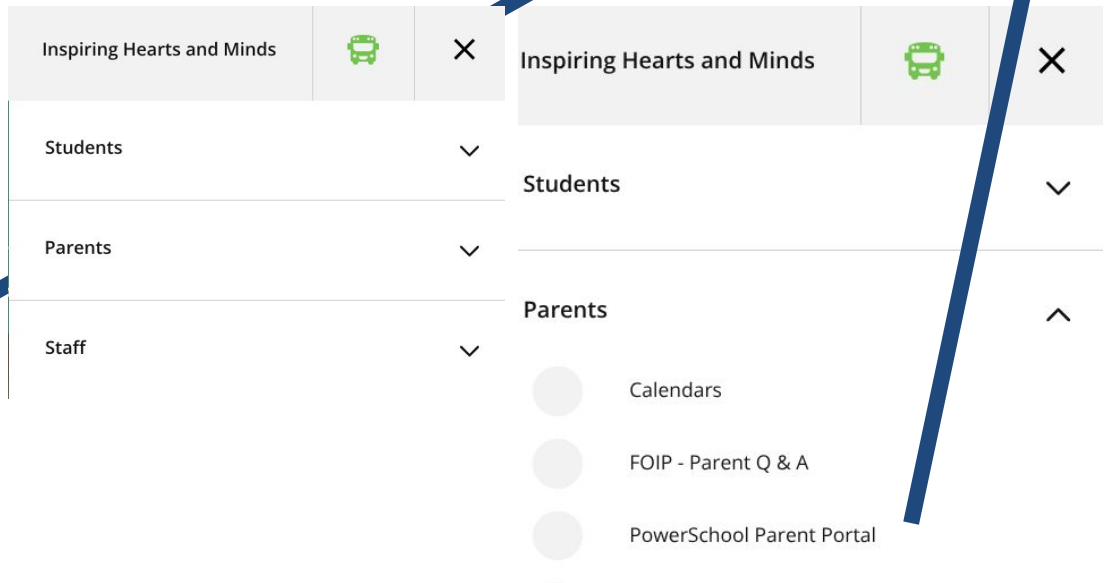 Inspiring Hearts and Minds
Students
Parents
Staff
Inspiring Hearts and Minds
Students
Parents
Calendars
FOIP - Parent Q & A
PowerSchool Parent Portal